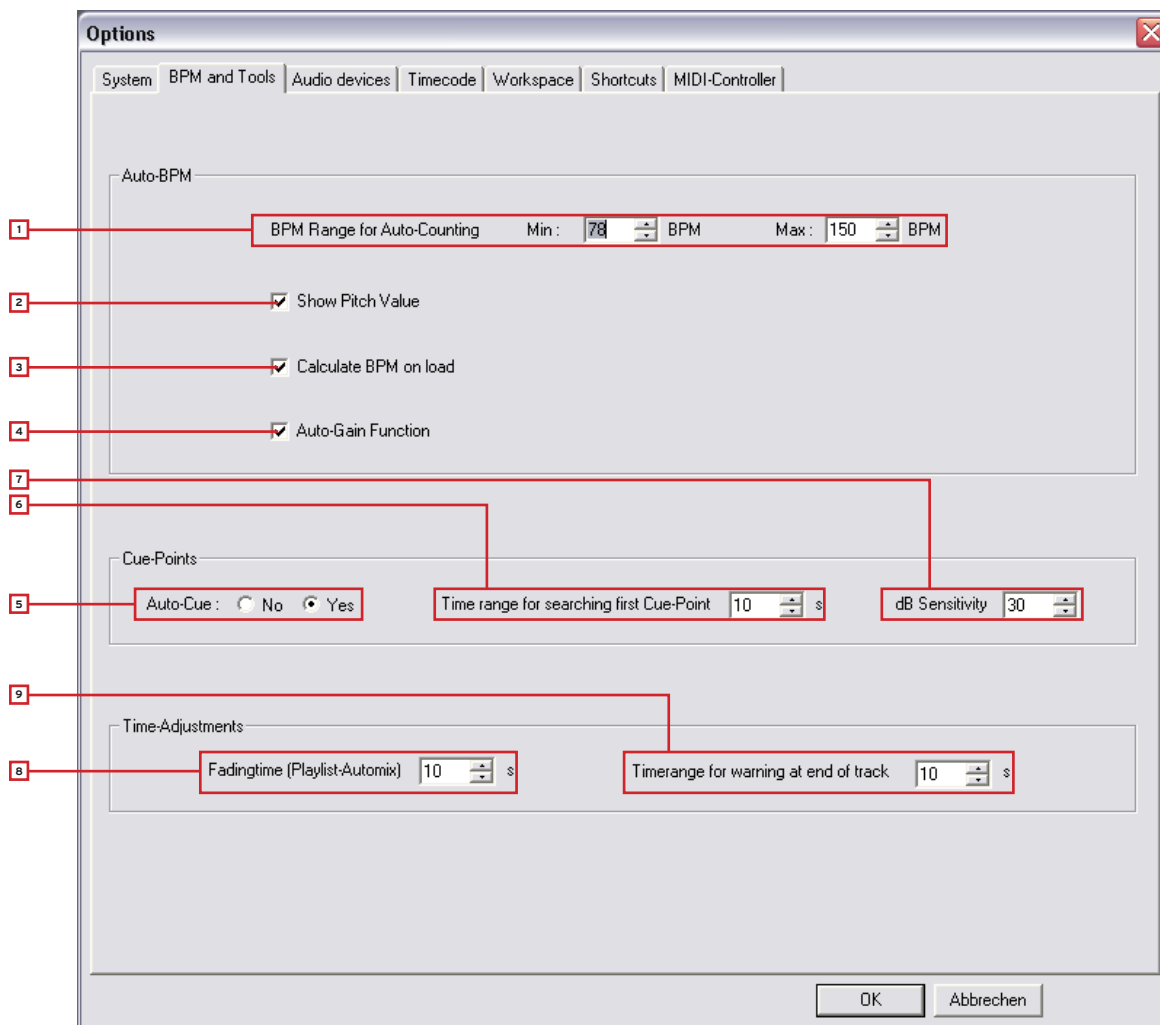 Options
System BPM and Tools Audio devices Timecode Workspace Shortcuts MIDI-Controller
Auto-BPM
1 BPM Range for Auto-Counting Min : 78 BPM Max : 150 BPM
2 Show Pitch Value
3 Calculate BPM on load
4 Auto-Gain Function
7
6
Cue-Points
5 Auto-Cue : No Yes Time range for searching first Cue-Point 10 s dB Sensitivity 30
9
Time-Adjustments
8 Fadingtime (Playlist-Automix) 10 s Timerange for warning at end of track 10 s
OK Abbrechen